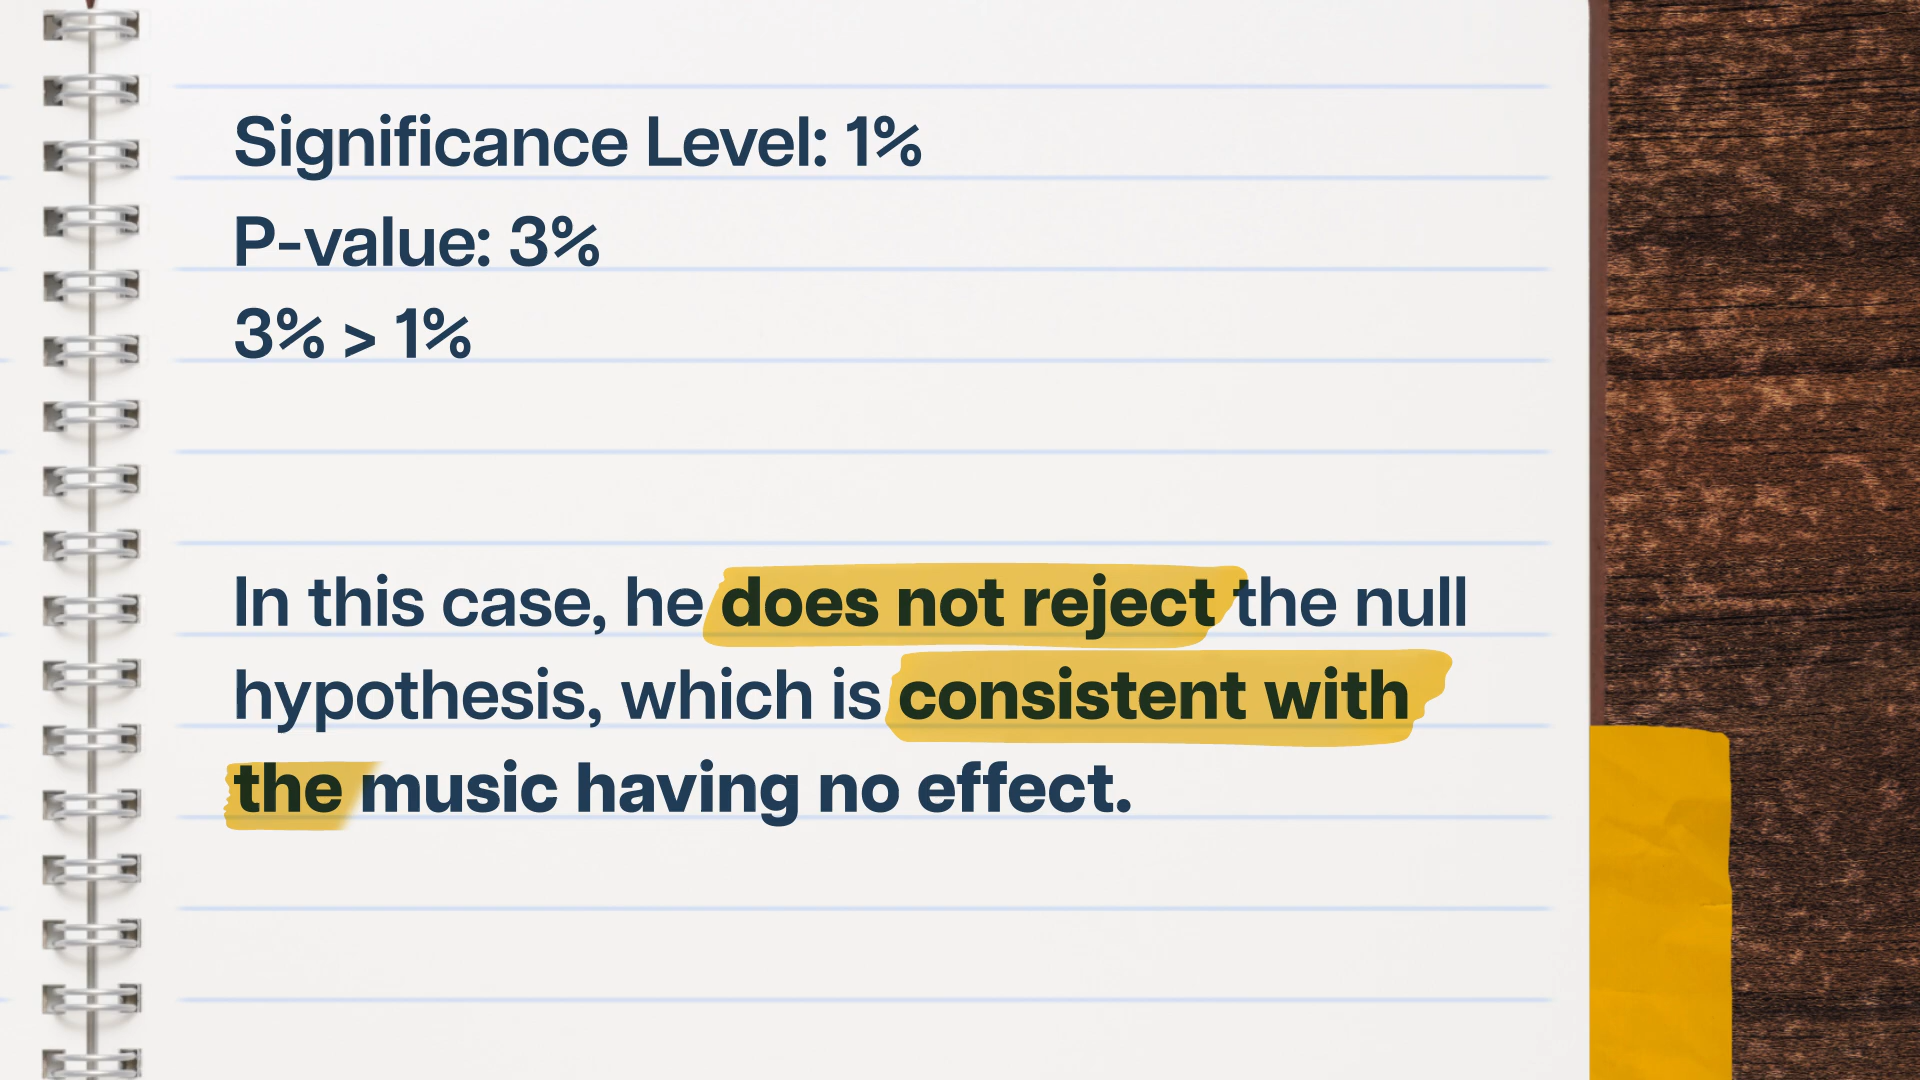 Significance Level: 1%
P-value: 3%
3% > 1%
In this case, he does not reject the null
hypothesis, which is consistent with
the music having no effect.